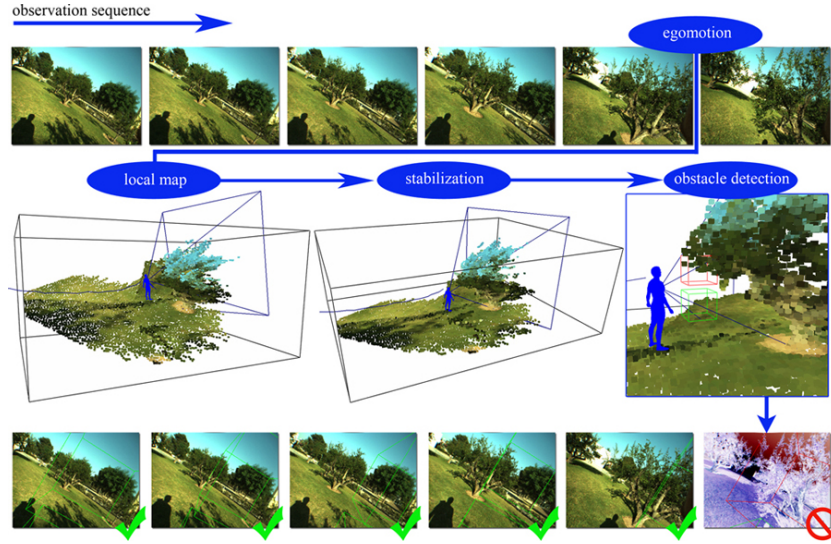 observation sequence
egomotion
local map
stabilization
obstacle detection